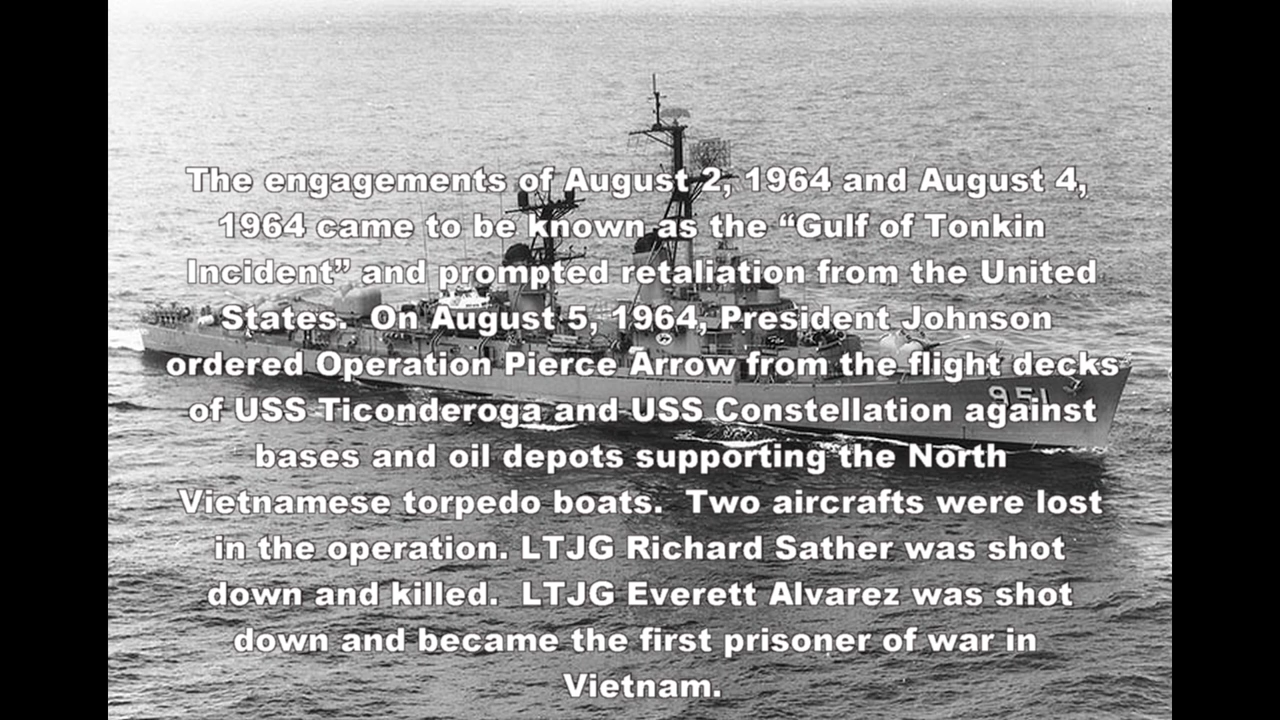 The engagements of August 2, 1964 and August 4,
1964 came to be known as the “Gulf of Tonkin
Incident” and prompted retaliation from the United
States.  On August 5, 1964, President Johnson
ordered Operation Pierce Arrow from the flight decks
of USS Ticonderoga and USS Constellation against
bases and oil depots supporting the North
Vietnamese torpedo boats.  Two aircrafts were lost
in the operation. LTJG Richard Sather was shot
down and killed.  LTJG Everett Alvarez was shot
down and became the first prisoner of war in
Vietnam.
951